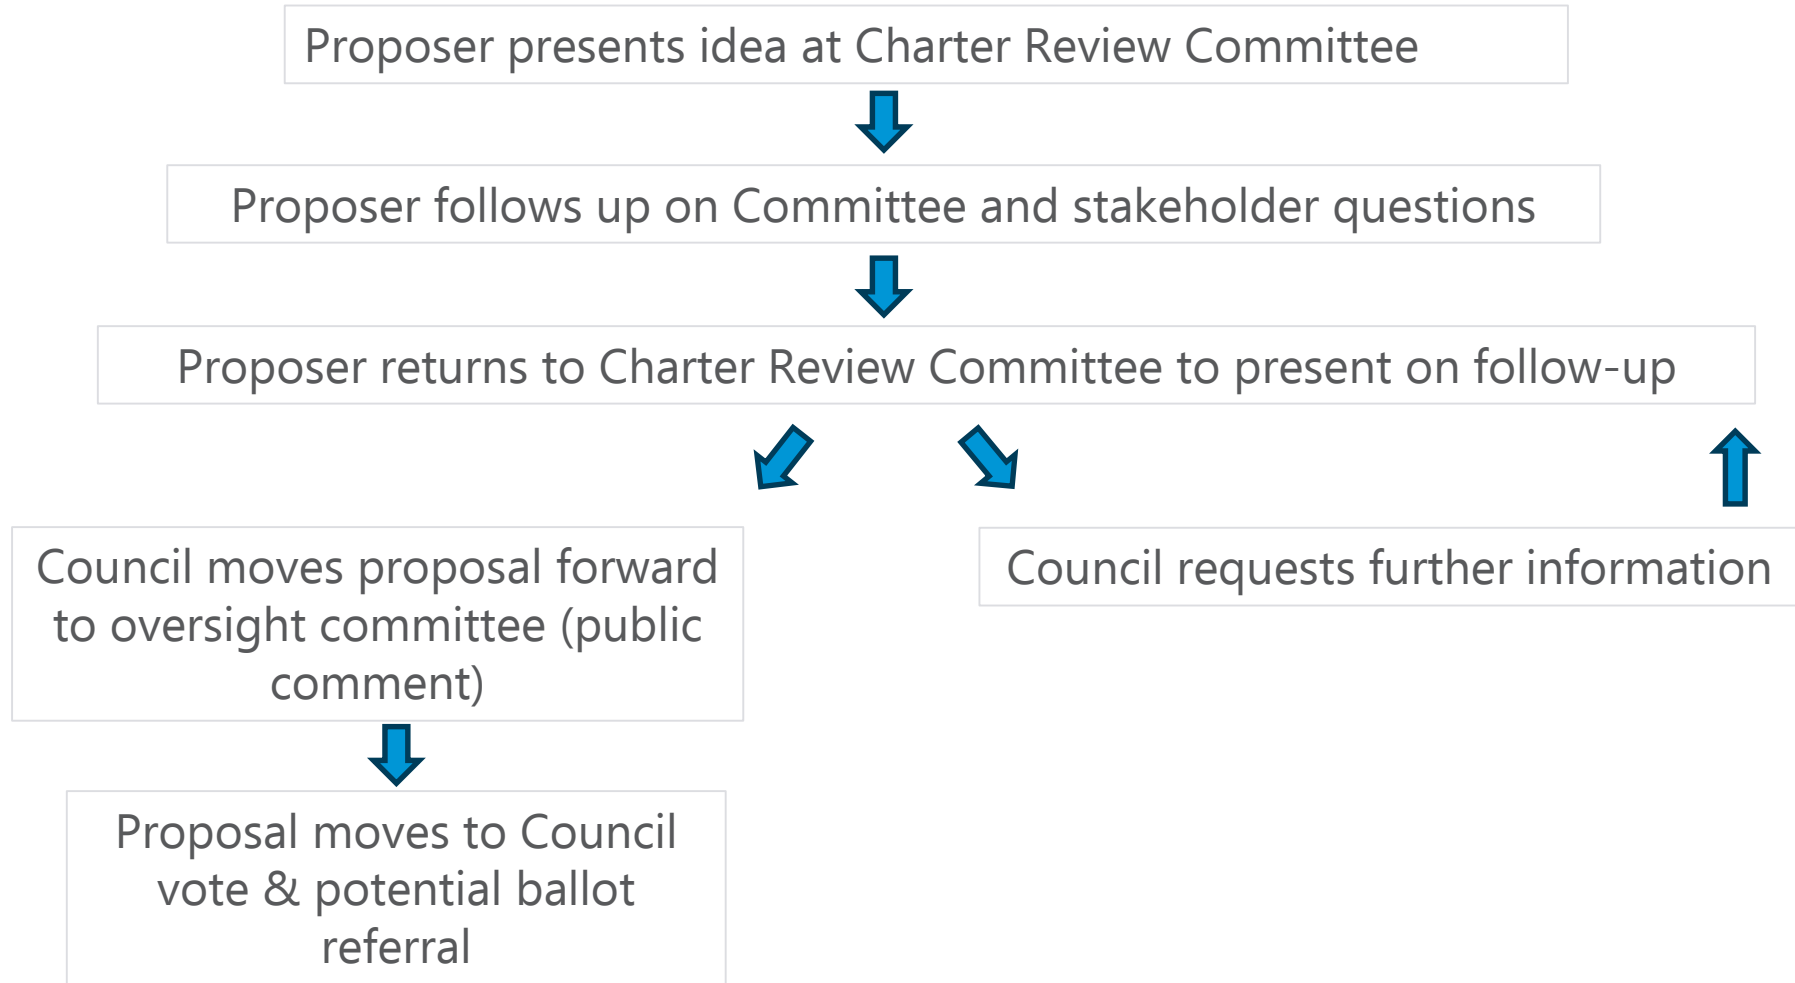 Proposer presents idea at Charter Review Committee
Proposer follows up on Committee and stakeholder questions
Proposer returns to Charter Review Committee to present on follow-up
Council moves proposal forward
to oversight committee (public
comment)
Council requests further information
Proposal moves to Council
vote & potential ballot
referral